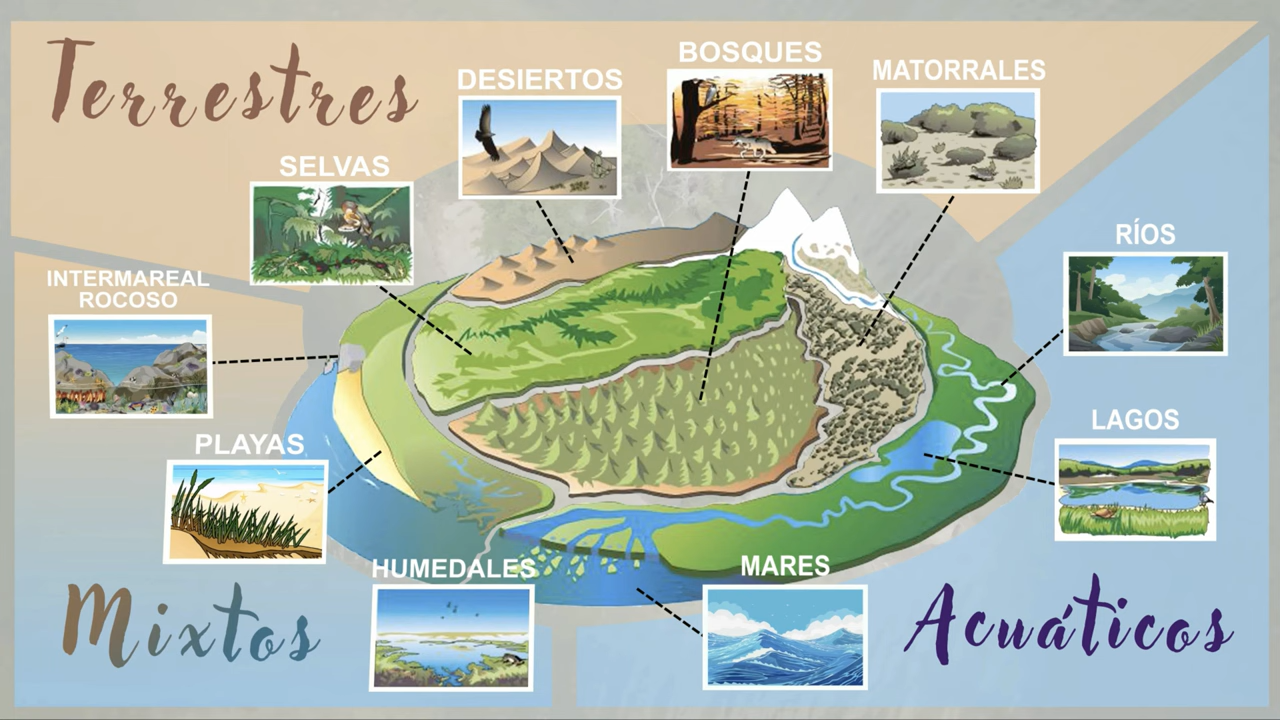 Terrestres
BOSQUES
DESIERTOS
MATORRALES
SELVAS
RÍOS
INTERMAREAL
ROCOSO
LAGOS
PLAYAS
HUMEDALES
MARES
Mixtos
Acuáticos